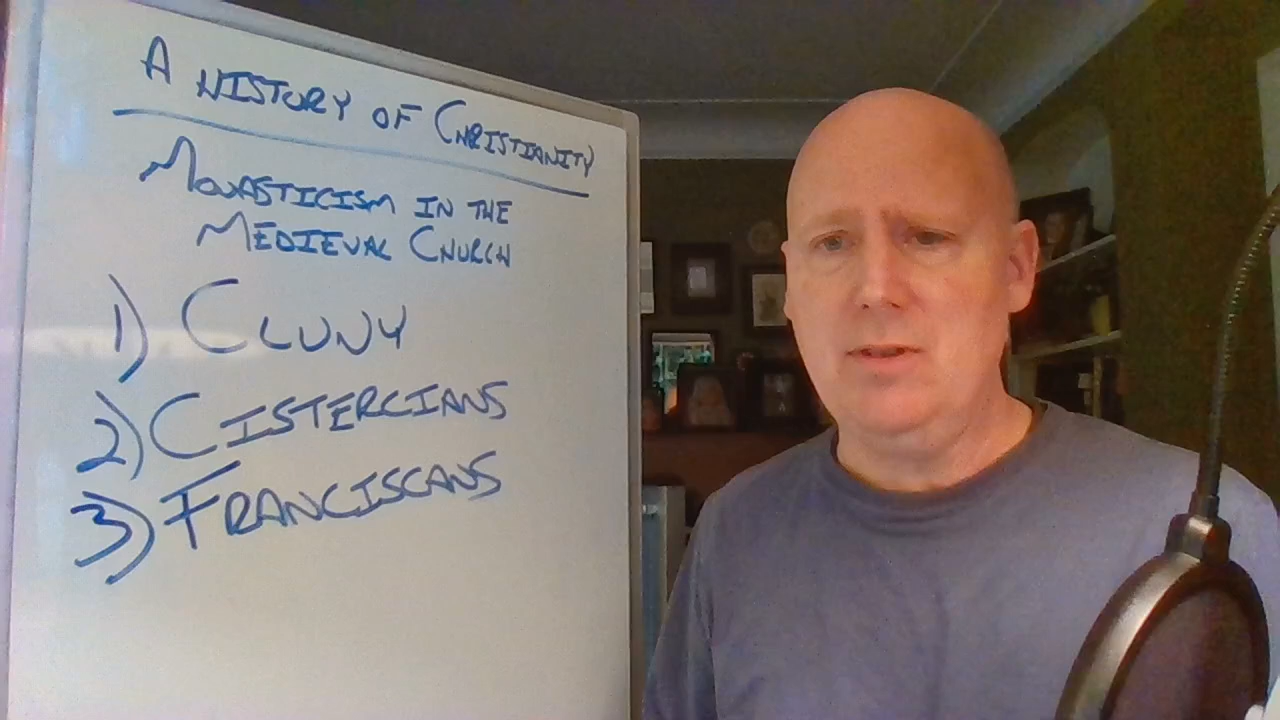 A HISTORY OF CHRISTIANITY
MONASTICISM IN THE
MEDIEVAL CHURCH
1) CLUNY
2) CISTERCIANS
3) FRANCISCANS